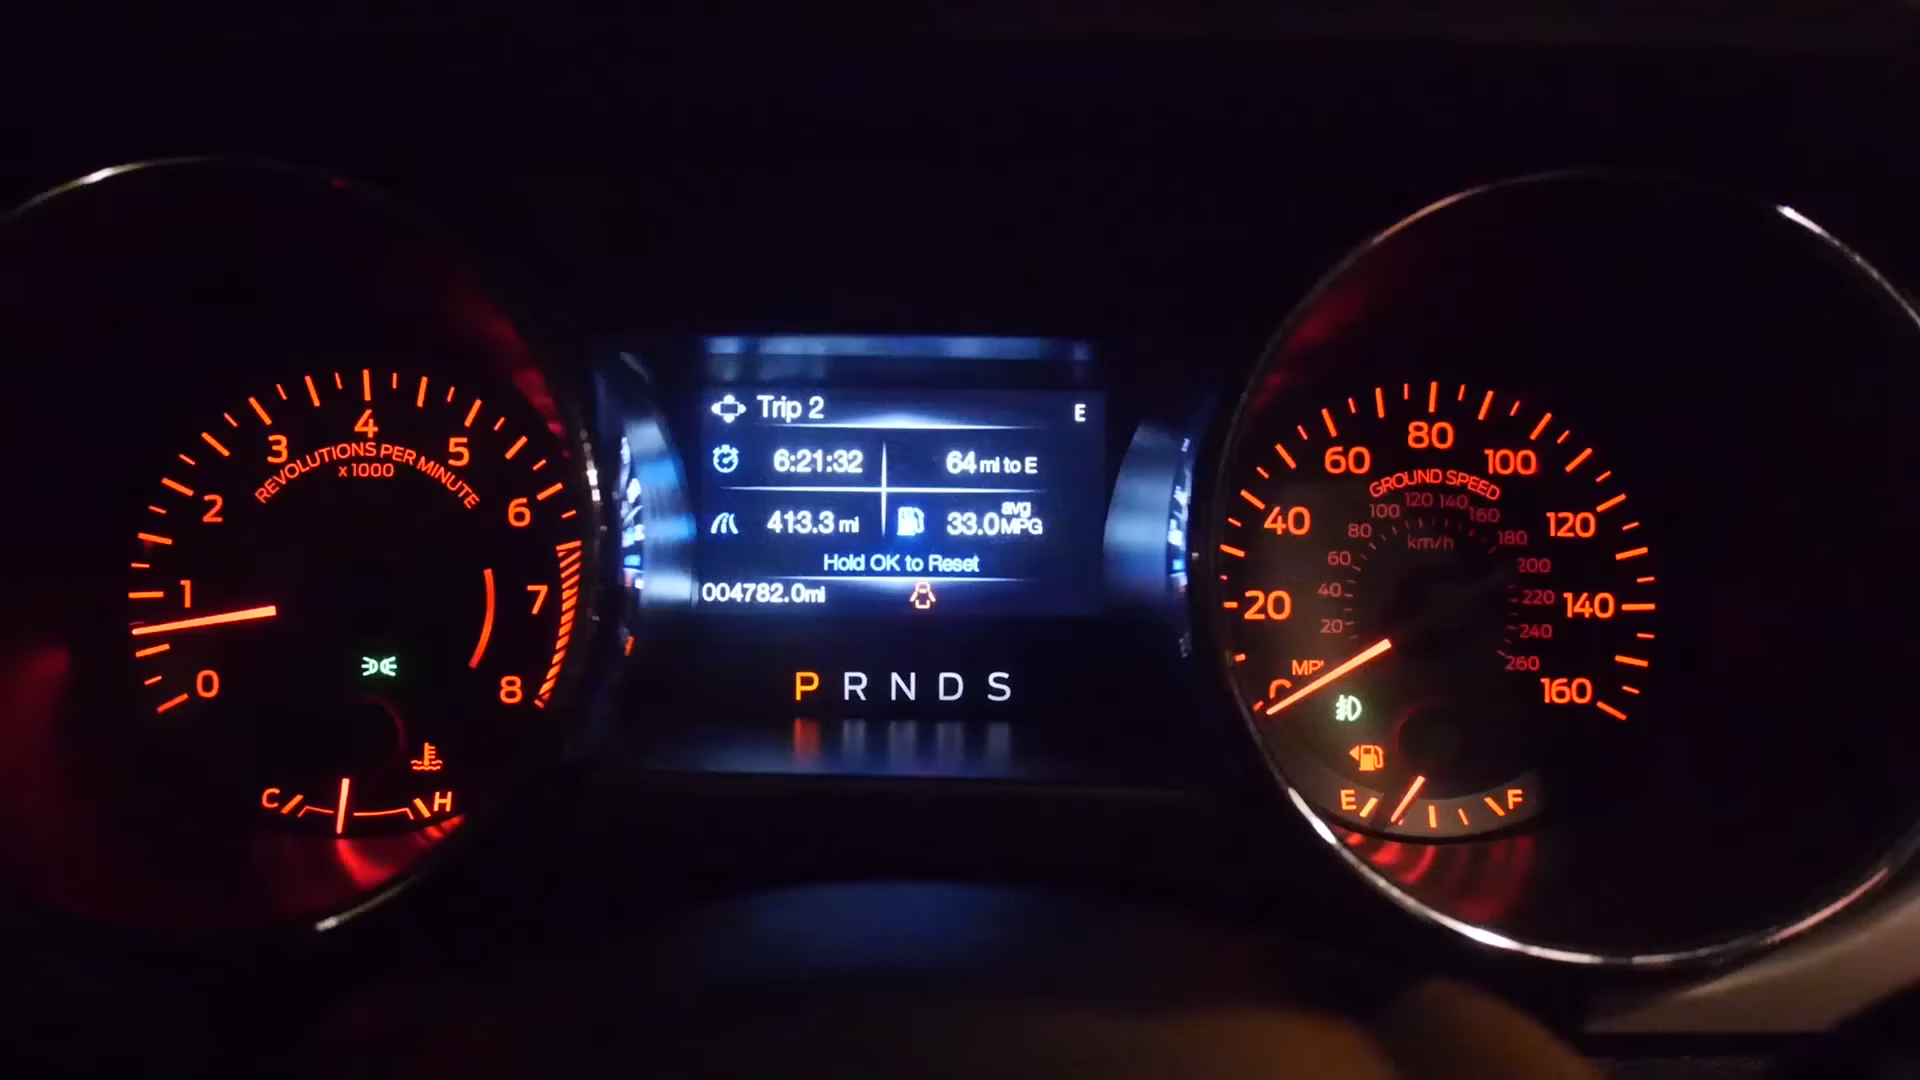 0
1
2
3
4
5
6
7
8
REVOLUTIONS PER MINUTE
x 1000
C H
Trip 2 E
6:21:32 64 mi to E
413.3 mi 33.0 avg MPG
Hold OK to Reset
004782.0mi
P R N D S
20
40
60
80
100
120
140
160
GROUND SPEED
20
40
60
80
100
120
140
160
180
200
220
240
260
km/h
E F